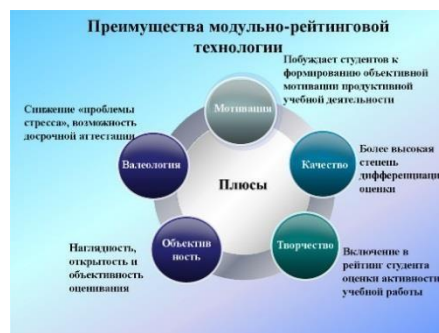 Преимущества модульно-рейтинговой
технологии
Побуждает студентов к
формированию объективной
мотивации продуктивной
учебной деятельности
Мотивация
Снижение «проблемы
стресса», возможность
досрочной аттестации
Валеология
Качество
Более высокая
степень
дифференциаци
оценки
Плюсы
Объектив
ность
Творчество
Наглядность,
открытость и
объективность
оценивания
Включение в
рейтинг студента
оценки активности
учебной работы